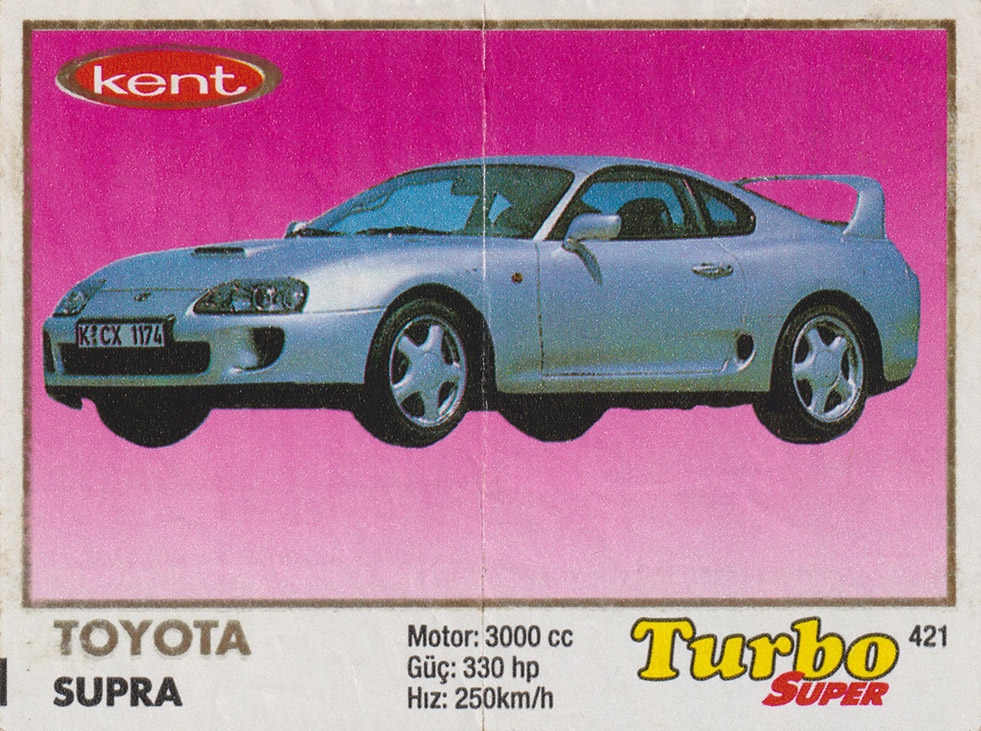 kent
K CX 1174
TOYOTA
SUPRA
Motor: 3000 cc
Güç: 330 hp
Hız: 250km/h
Turbo
SUPER
421